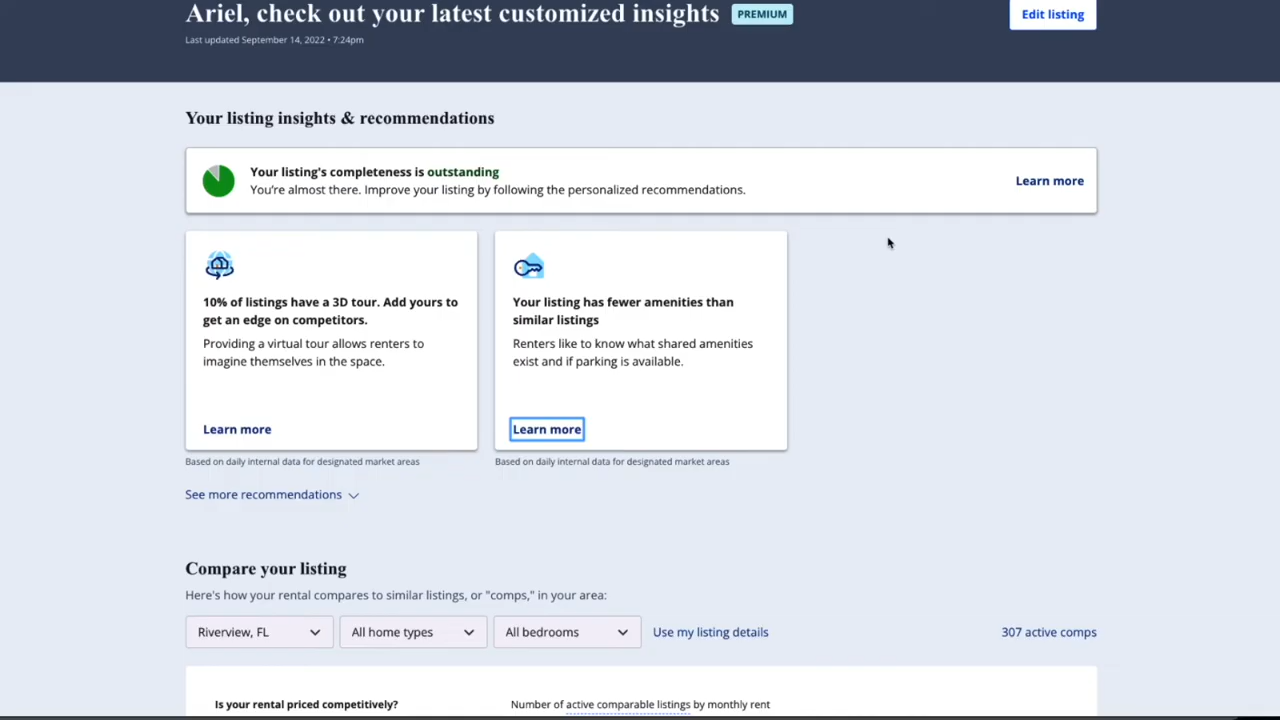 Ariel, check out your latest customized insights PREMIUM
Edit listing
Last updated September 14, 2022 • 7:24pm
Your listing insights & recommendations
Your listing's completeness is outstanding
You're almost there. Improve your listing by following the personalized recommendations.
Learn more
10% of listings have a 3D tour. Add yours to
get an edge on competitors.
Providing a virtual tour allows renters to
imagine themselves in the space.
Learn more
Based on daily internal data for designated market areas
Your listing has fewer amenities than
similar listings
Renters like to know what shared amenities
exist and if parking is available.
Learn more
Based on daily internal data for designated market areas
See more recommendations
Compare your listing
Here's how your rental compares to similar listings, or "comps," in your area:
Riverview, FL
All home types
All bedrooms
Use my listing details
307 active comps
Is your rental priced competitively?
Number of active comparable listings by monthly rent